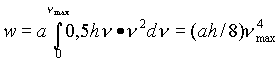 w = a ∫₀^{ν_max} 0,5hν•ν²dν = (ah/8)ν⁴_max